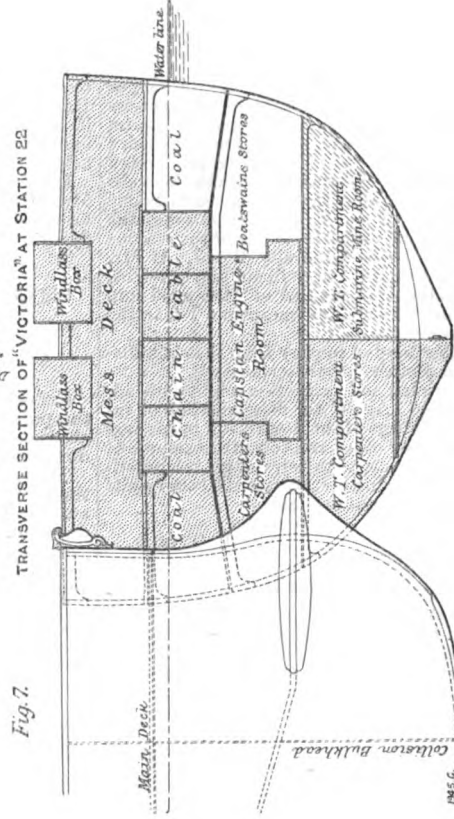 Fig. 7.
TRANSVERSE SECTION OF "VICTORIA" AT STATION 22
Windlass
Box
Windlass
Box
Water line
Mess Deck
Main Deck
Coal
Chain Cable
Coal
Carpenters
Stores
Capstan Engine
Room
Boatswains Stores
W.T. Compartment
Carpenters Stores
W.T. Compartment
Submarine Mine Room
Collision Bulkhead